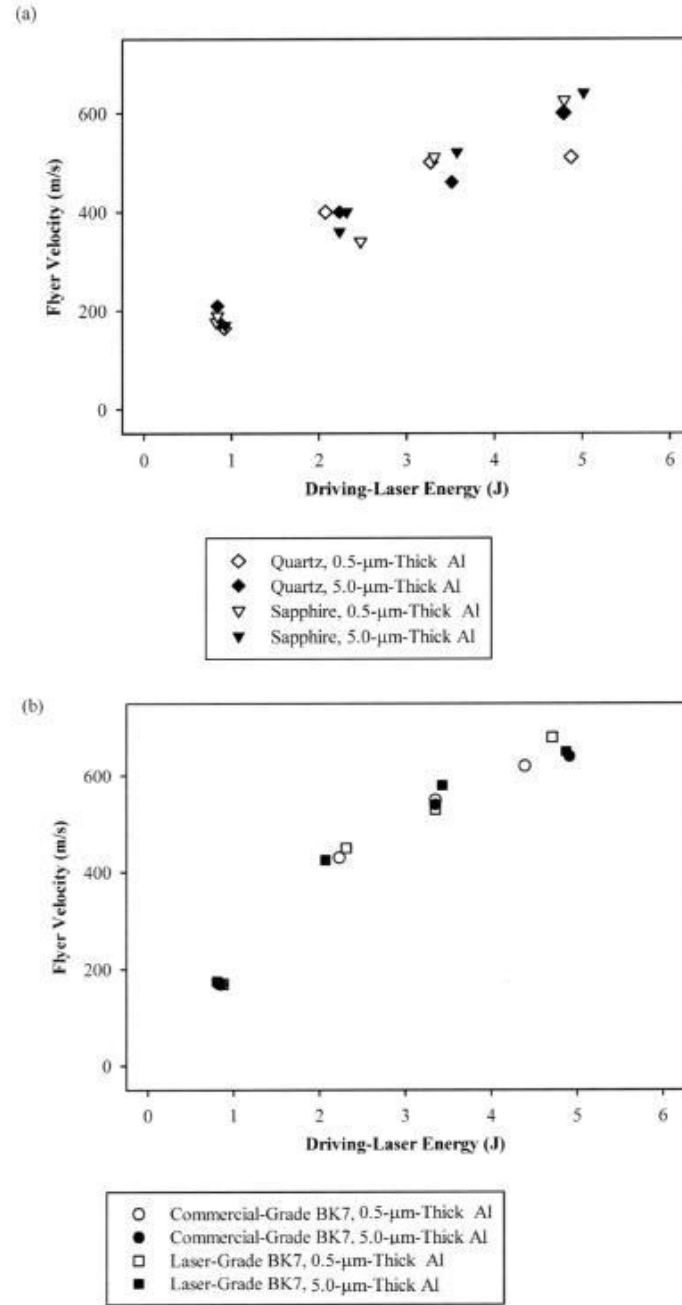 (a)
600
400
200
0
Flyer Velocity (m/s)
0 1 2 3 4 5 6
Driving-Laser Energy (J)
Quartz, 0.5-μm-Thick Al
Quartz, 5.0-μm-Thick Al
Sapphire, 0.5-μm-Thick Al
Sapphire, 5.0-μm-Thick Al
(b)
600
400
200
0
Flyer Velocity (m/s)
0 1 2 3 4 5 6
Driving-Laser Energy (J)
Commercial-Grade BK7, 0.5-μm-Thick Al
Commercial-Grade BK7, 5.0-μm-Thick Al
Laser-Grade BK7, 0.5-μm-Thick Al
Laser-Grade BK7, 5.0-μm-Thick Al